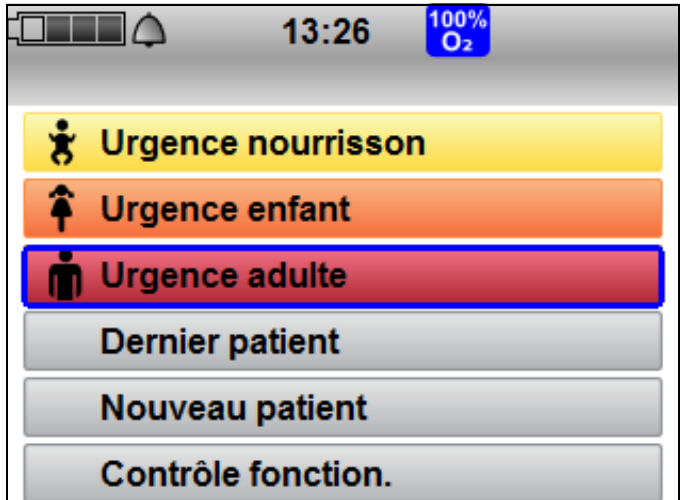 13:26
100%
O₂
Urgence nourrisson
Urgence enfant
Urgence adulte
Dernier patient
Nouveau patient
Contrôle fonction.